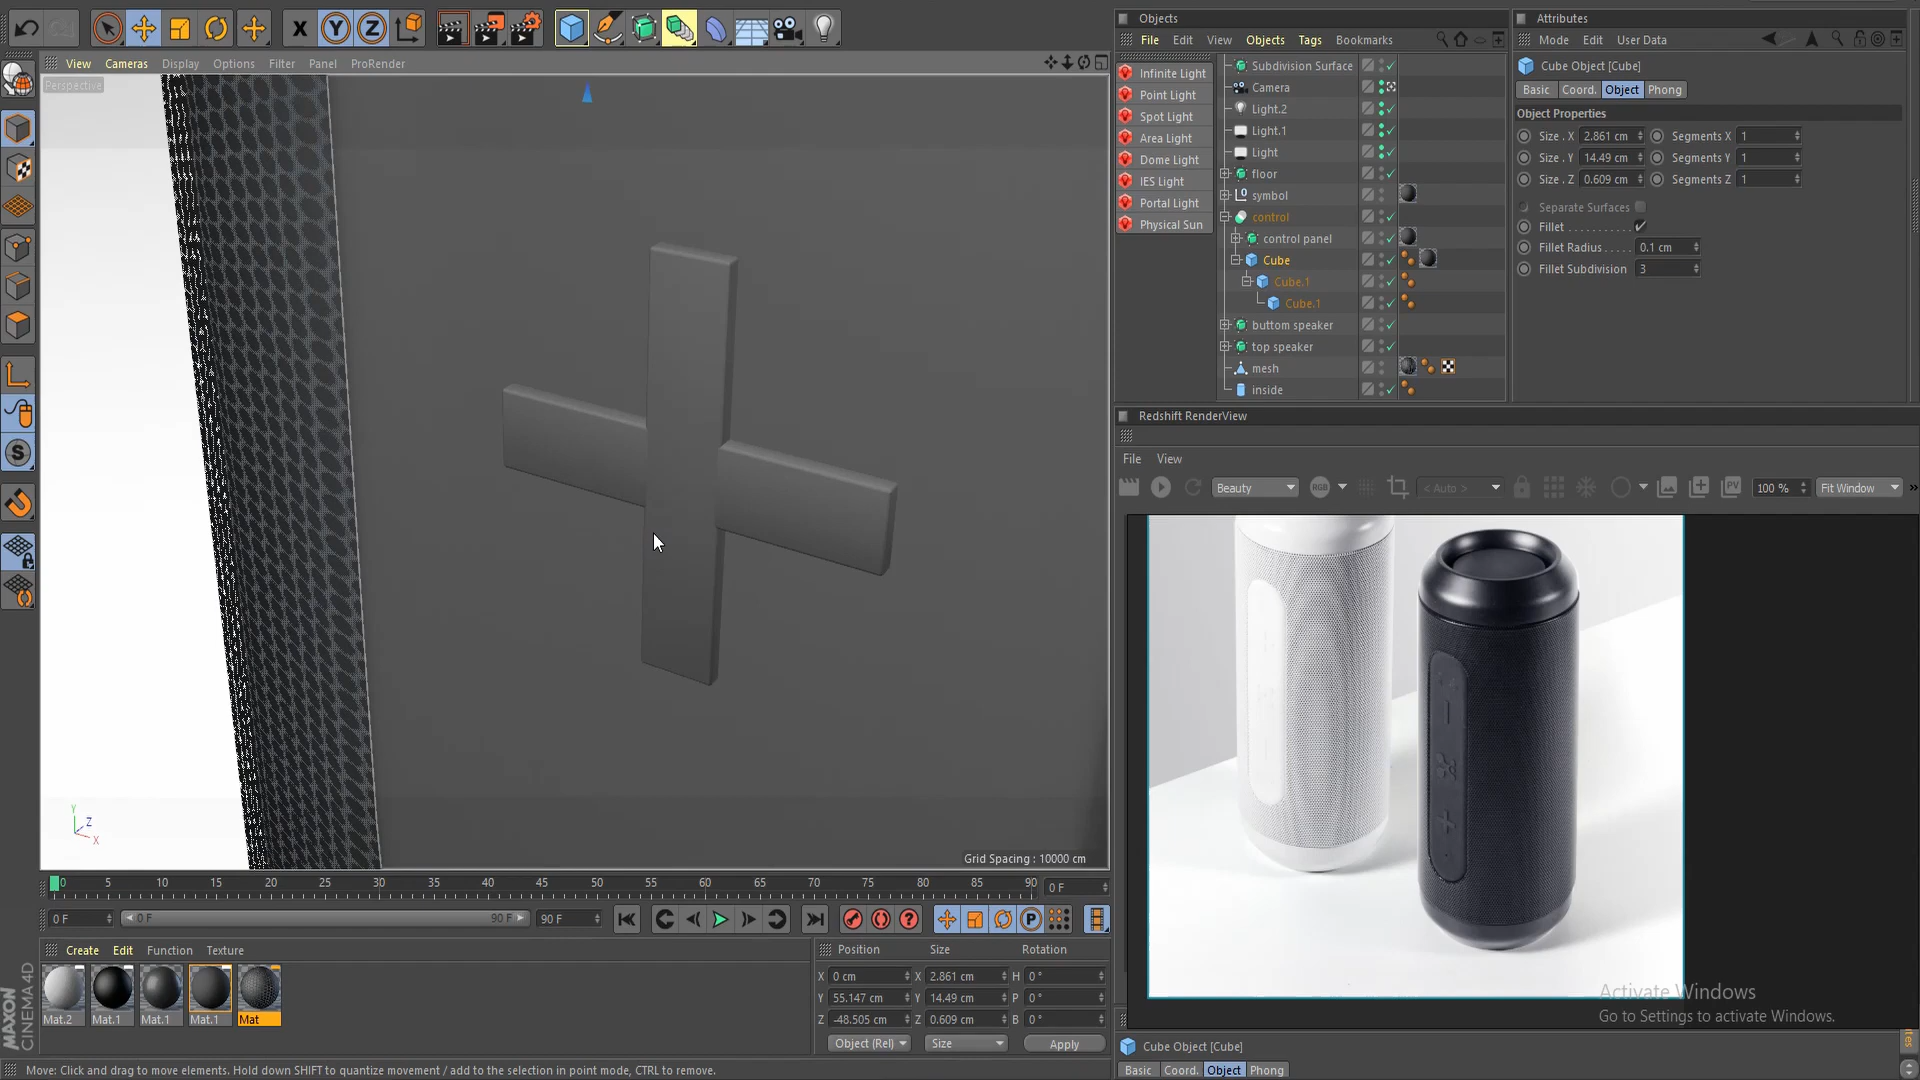 X
Y
Z
View
Cameras
Display
Options
Filter
Panel
ProRender
Perspective
Grid Spacing : 10000 cm
Y
Z
X
Objects
File
Edit
View
Objects
Tags
Bookmarks
Infinite Light
Point Light
Spot Light
Area Light
Dome Light
IES Light
Portal Light
Physical Sun
Subdivision Surface
Camera
Light.2
Light.1
Light
floor
symbol
control
control panel
Cube
Cube.1
Cube.1
buttom speaker
top speaker
mesh
inside
Attributes
Mode
Edit
User Data
Cube Object [Cube]
Basic
Coord.
Object
Phong
Object Properties
Size . X 2.861 cm Segments X 1
Size . Y 14.49 cm Segments Y 1
Size . Z 0.609 cm Segments Z 1
Separate Surfaces
Fillet
Fillet Radius 0.1 cm
Fillet Subdivision 3
Redshift RenderView
File
View
Beauty
RGB
< Auto >
PV
100 %
Fit Window
Activate Windows
Go to Settings to activate Windows.
0 5 10 15 20 25 30 35 40 45 50 55 60 65 70 75 80 85 90
0 F
0 F
0 F
90 F
90 F
P
Create
Edit
Function
Texture
Mat.2
Mat.1
Mat.1
Mat.1
Mat
MAXON
CINEMA 4D
Position
Size
Rotation
X 0 cm X 2.861 cm H 0 °
Y 55.147 cm Y 14.49 cm P 0 °
Z -48.505 cm Z 0.609 cm B 0 °
Object (Rel)
Size
Apply
Cube Object [Cube]
Basic
Coord.
Object
Phong
Move: Click and drag to move elements. Hold down SHIFT to quantize movement / add to the selection in point mode, CTRL to remove.